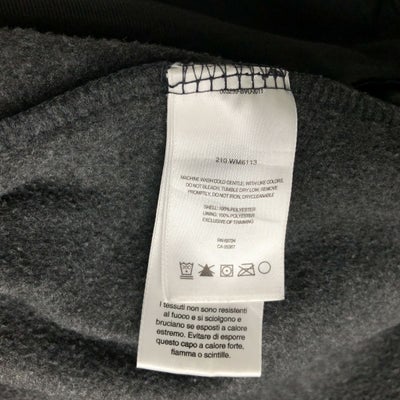 210.WM6113
MACHINE WASH COLD GENTLE, WITH LIKE COLORS,
DO NOT BLEACH, TUMBLE DRY LOW, REMOVE
PROMPTLY, DO NOT IRON, DRYCLEANABLE
SHELL: 100% POLYESTER
LINING: 100% POLYESTER
EXCLUSIVE OF TRIMMING
I tessuti non sono resistenti
al fuoco e si sciolgono e
bruciano se esposti a calore
estremo. Evitare di esporre
questo capo a calore forte,
fiamma o scintille.